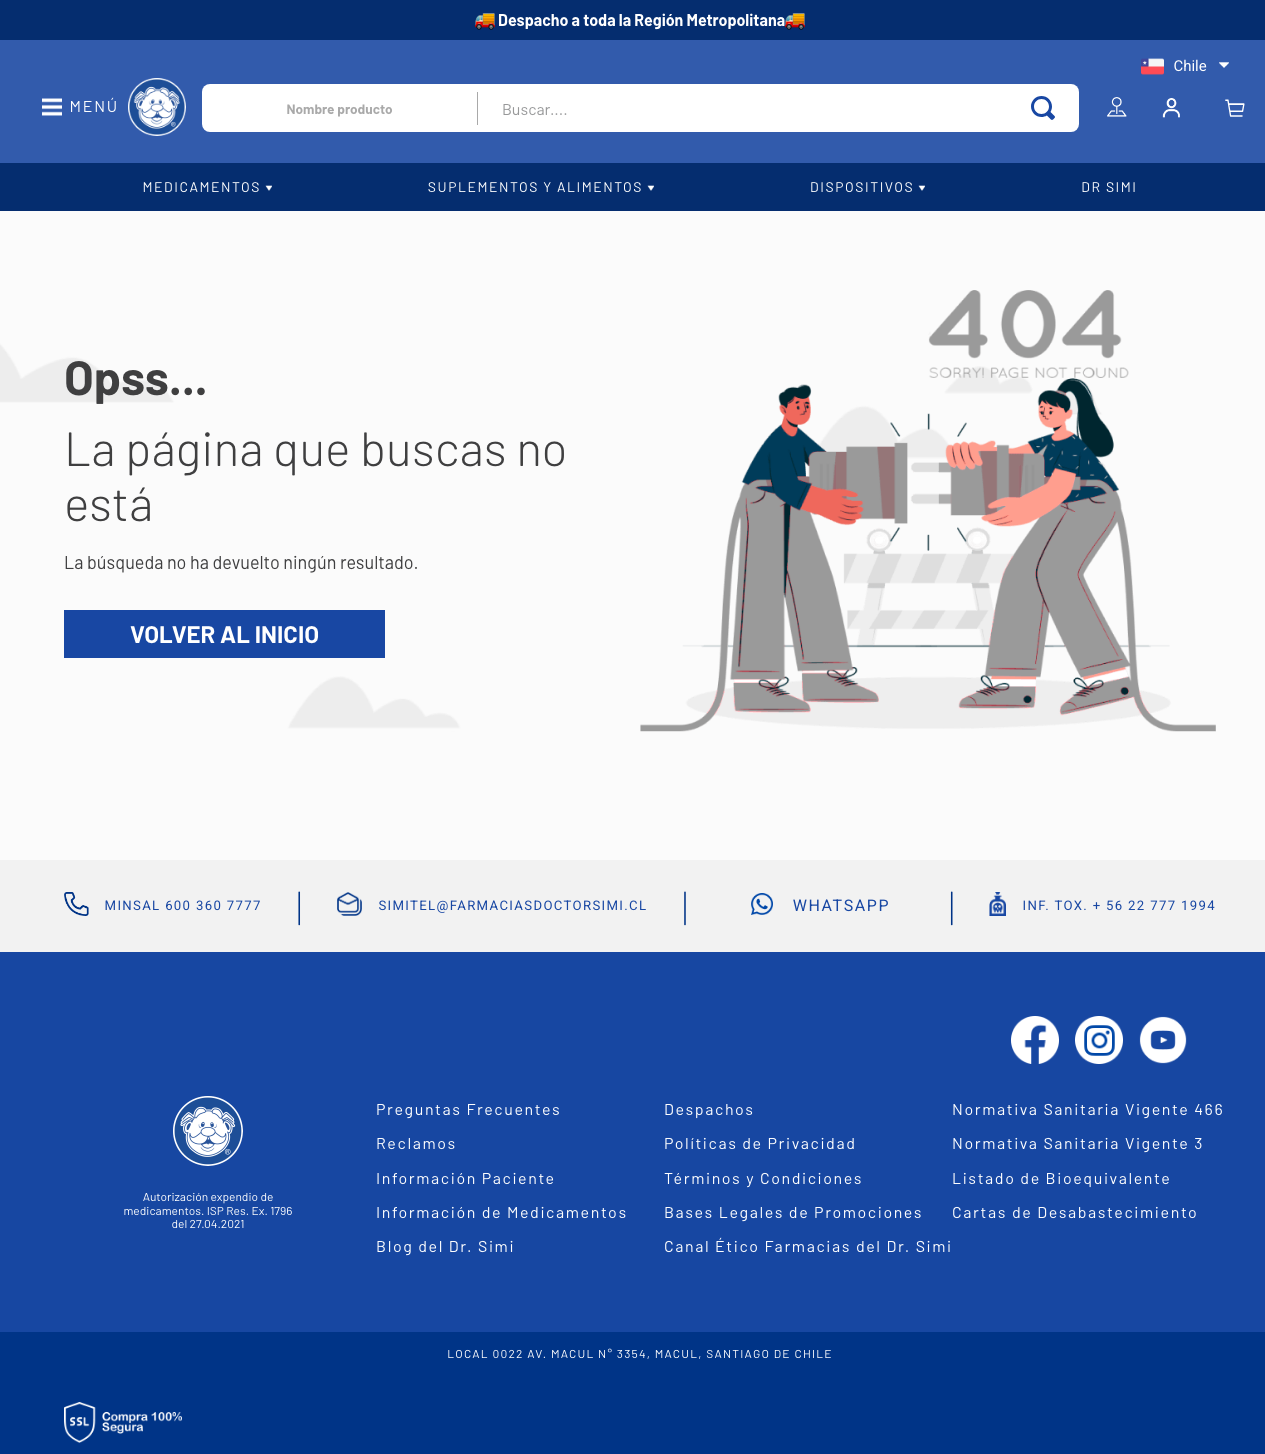 🚚 Despacho a toda la Región Metropolitana🚚
Chile
MENÚ
Nombre producto
Buscar....
MEDICAMENTOS ▾
SUPLEMENTOS Y ALIMENTOS ▾
DISPOSITIVOS ▾
DR SIMI
404
SORRY! PAGE NOT FOUND
Opss...
La página que buscas no
está
La búsqueda no ha devuelto ningún resultado.
VOLVER AL INICIO
MINSAL 600 360 7777
SIMITEL@FARMACIASDOCTORSIMI.CL
WHATSAPP
INF. TOX. + 56 22 777 1994
Autorización expendio de
medicamentos. ISP Res. Ex. 1796
del 27.04.2021
Preguntas Frecuentes
Reclamos
Información Paciente
Información de Medicamentos
Blog del Dr. Simi
Despachos
Políticas de Privacidad
Términos y Condiciones
Bases Legales de Promociones
Canal Ético Farmacias del Dr. Simi
Normativa Sanitaria Vigente 466
Normativa Sanitaria Vigente 3
Listado de Bioequivalente
Cartas de Desabastecimiento
LOCAL 0022 AV. MACUL N° 3354, MACUL, SANTIAGO DE CHILE
SSL
Compra 100%
Segura